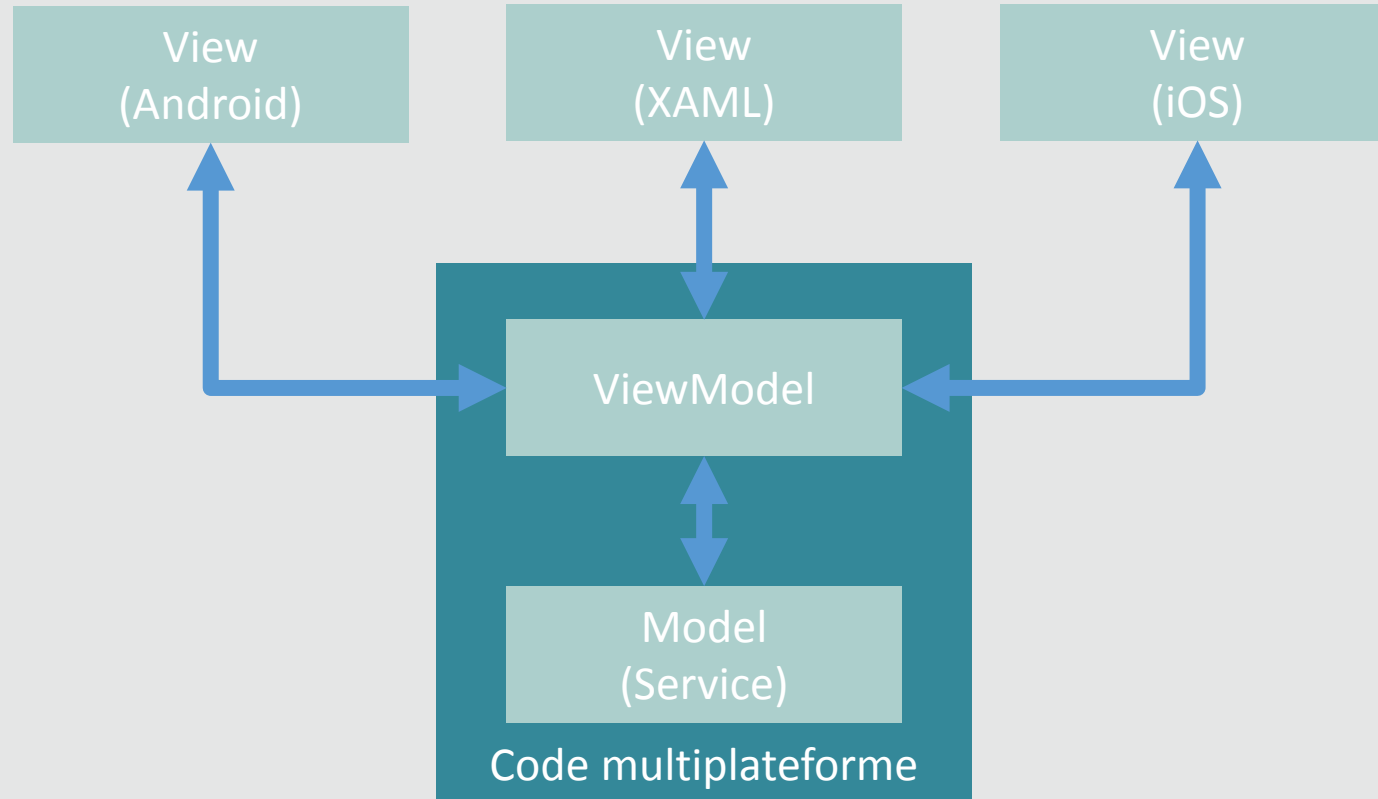 View
(Android)
View
(XAML)
View
(iOS)
ViewModel
Model
(Service)
Code multiplateforme